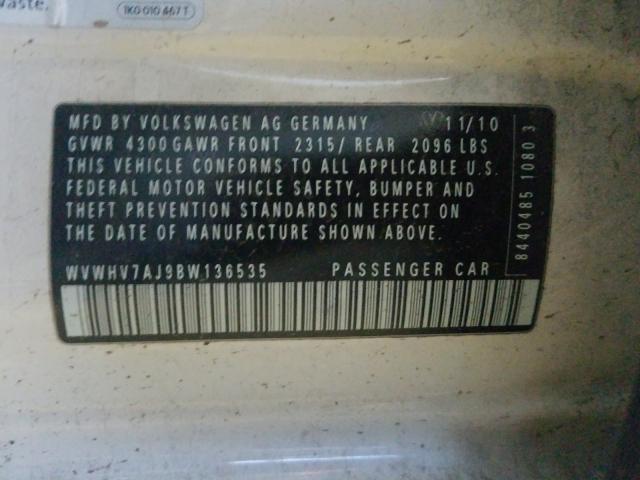 waste.
1K0 010 467 T
MFD BY VOLKSWAGEN AG GERMANY 11/10
GVWR 4300 GAWR FRONT 2315/ REAR 2096 LBS
THIS VEHICLE CONFORMS TO ALL APPLICABLE U.S.
FEDERAL MOTOR VEHICLE SAFETY, BUMPER AND
THEFT PREVENTION STANDARDS IN EFFECT ON
THE DATE OF MANUFACTURE SHOWN ABOVE.
WVWHV7AJ9BW136535 PASSENGER CAR
8440485 1080 3